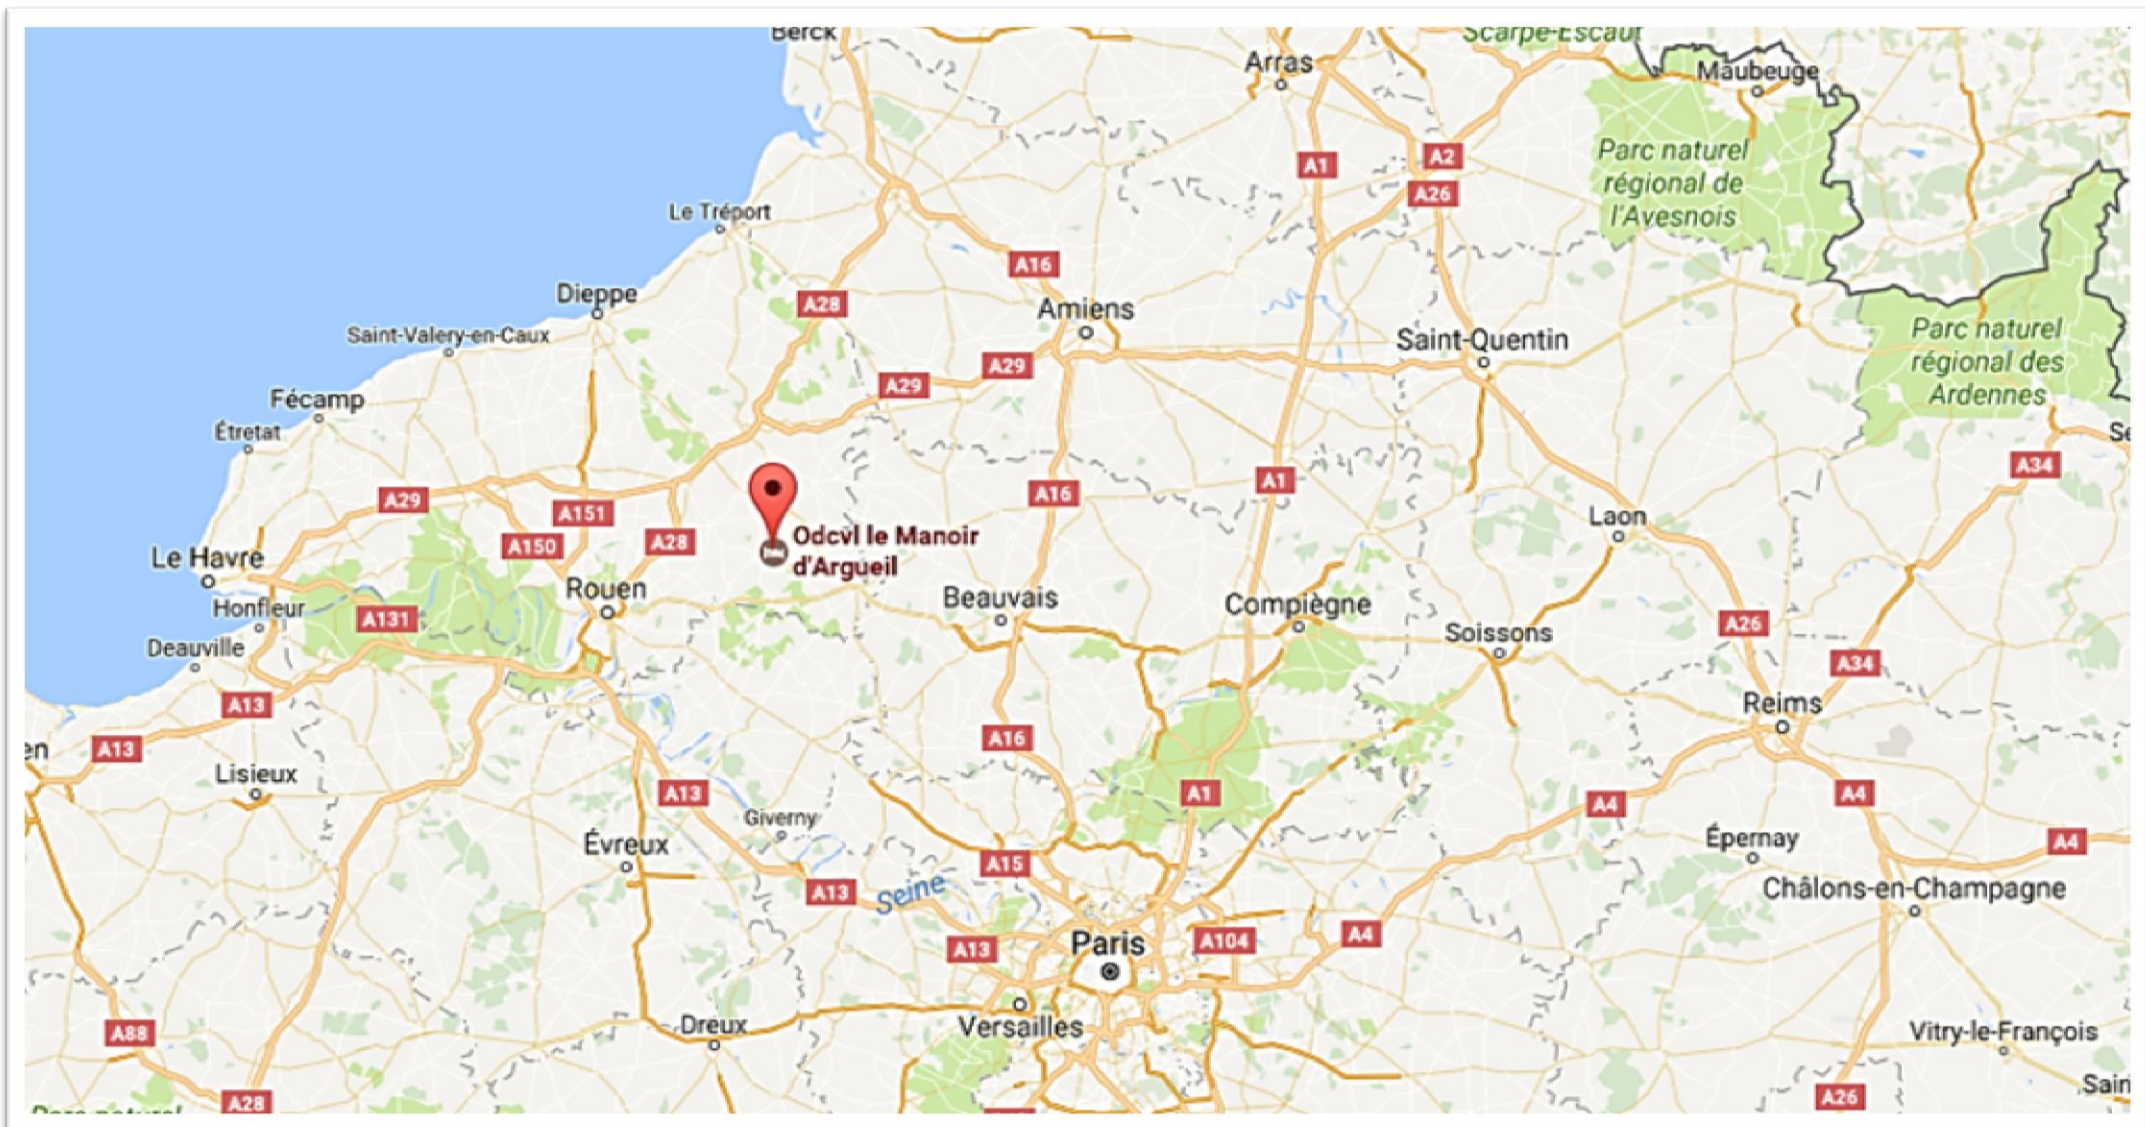 Berck
Scarpe-Escaut
Arras
Maubeuge
A1
A2
A26
Parc naturel
régional de
l'Avesnois
Le Tréport
A16
Dieppe
A28
Amiens
Saint-Valery-en-Caux
Saint-Quentin
Parc naturel
régional des
Ardennes
A29
A29
Fécamp
Étretat
A34
A29
A16
A1
A151
Laon
A150
A28
Odcvl le Manoir
d'Argueil
Le Havre
Rouen
Beauvais
Compiègne
Honfleur
A131
Soissons
A26
Deauville
A34
A13
Reims
A13
A16
en
Lisieux
A13
A1
A4
A4
Giverny
Évreux
Épernay
A4
A15
A13
Seine
Châlons-en-Champagne
A13
Paris
A104
A4
Versailles
Dreux
A88
Vitry-le-François
Sain
A28
A26